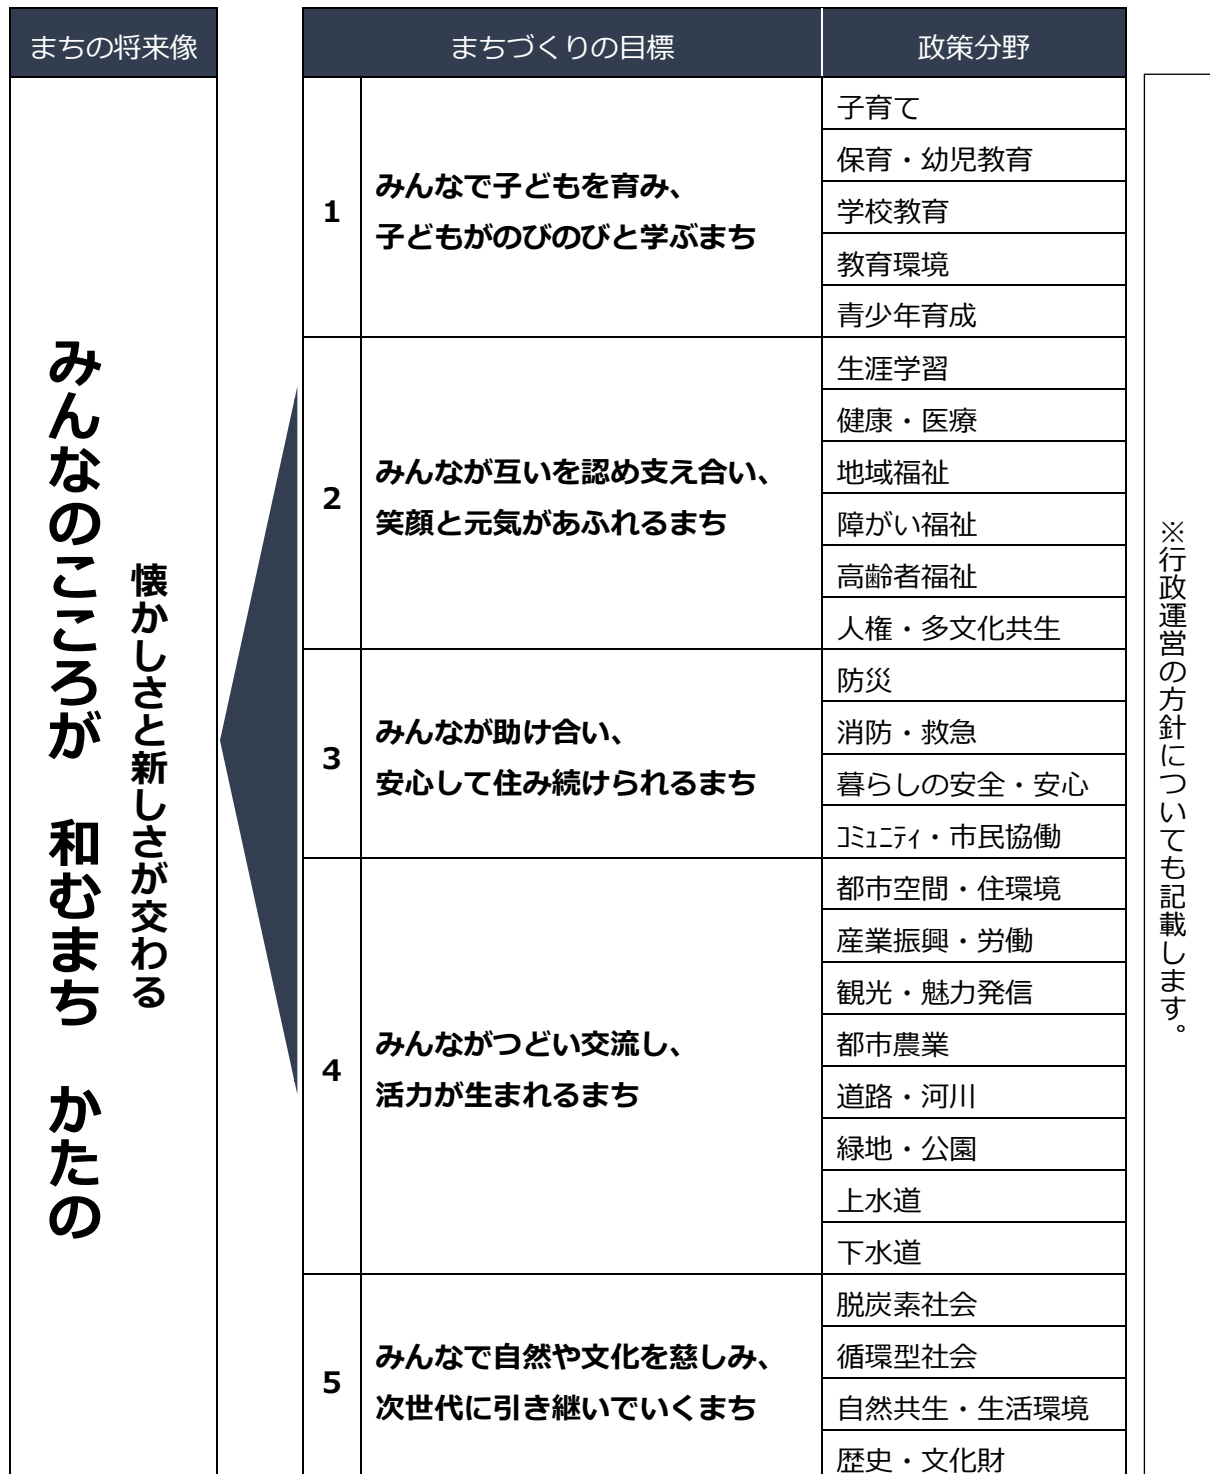 まちの将来像
懐かしさと新しさが交わる
みんなのこころが 和むまち かたの
まちづくりの目標
政策分野
1
みんなで子どもを育み、
子どもがのびのびと学ぶまち
子育て
保育・幼児教育
学校教育
教育環境
青少年育成
2
みんなが互いを認め支え合い、
笑顔と元気があふれるまち
生涯学習
健康・医療
地域福祉
障がい福祉
高齢者福祉
人権・多文化共生
3
みんなが助け合い、
安心して住み続けられるまち
防災
消防・救急
暮らしの安全・安心
ｺﾐｭﾆﾃｨ・市民協働
4
みんながつどい交流し、
活力が生まれるまち
都市空間・住環境
産業振興・労働
観光・魅力発信
都市農業
道路・河川
緑地・公園
上水道
下水道
5
みんなで自然や文化を慈しみ、
次世代に引き継いでいくまち
脱炭素社会
循環型社会
自然共生・生活環境
歴史・文化財
※行政運営の方針についても記載します。